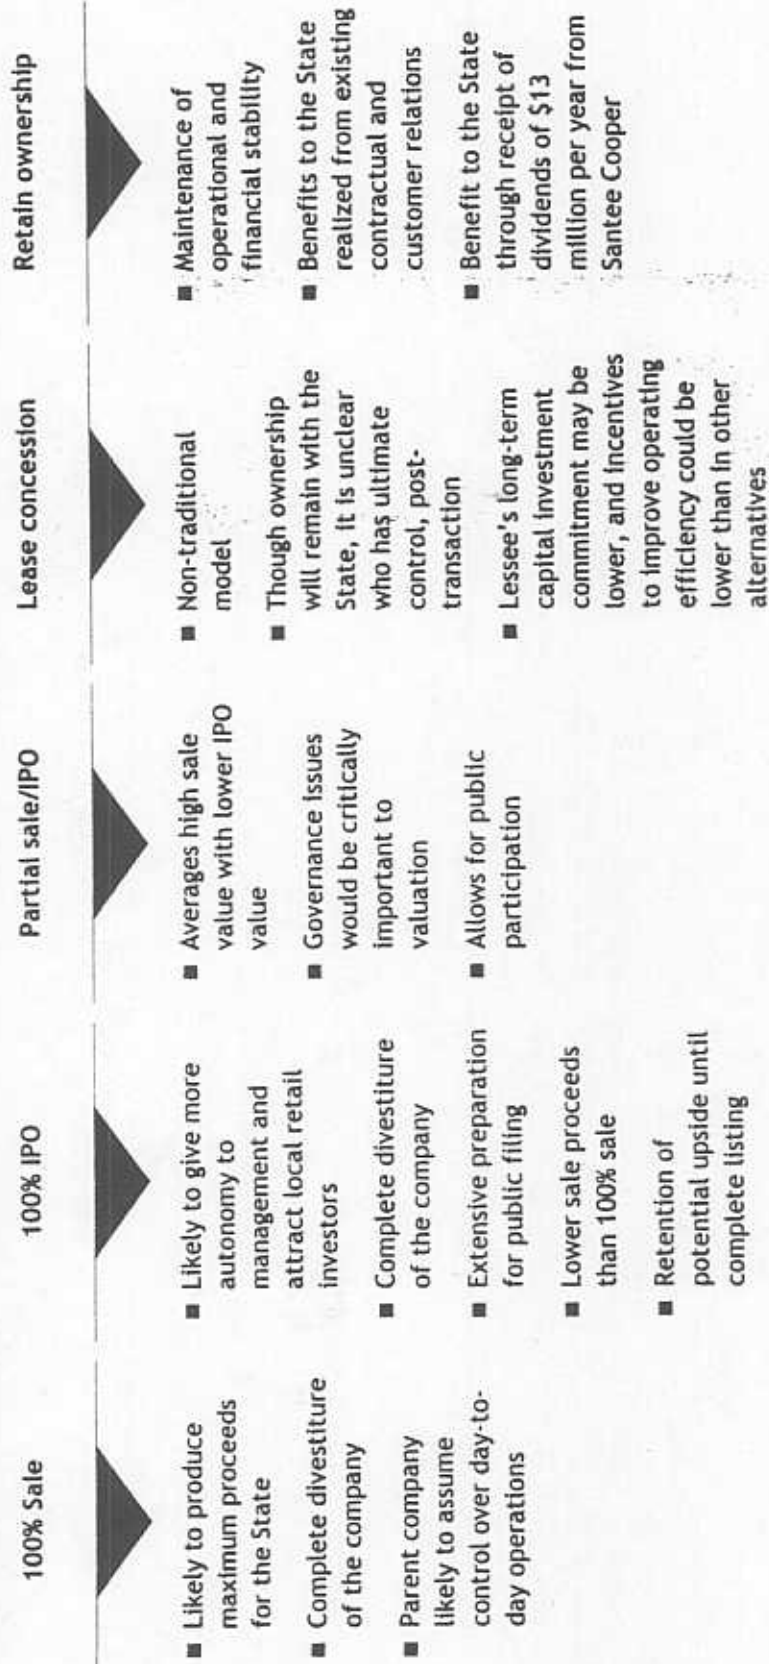 100% Sale
■ Likely to produce
maximum proceeds
for the State
■ Complete divestiture
of the company
■ Parent company
likely to assume
control over day-to-
day operations
100% IPO
■ Likely to give more
autonomy to
management and
attract local retail
investors
■ Complete divestiture
of the company
■ Extensive preparation
for public filing
■ Lower sale proceeds
than 100% sale
■ Retention of
potential upside until
complete listing
Partial sale/IPO
■ Averages high sale
value with lower IPO
value
■ Governance issues
would be critically
important to
valuation
■ Allows for public
participation
Lease concession
■ Non-traditional
model
■ Though ownership
will remain with the
State, it is unclear
who has ultimate
control, post-
transaction
■ Lessee's long-term
capital investment
commitment may be
lower, and incentives
to improve operating
efficiency could be
lower than in other
alternatives
Retain ownership
■ Maintenance of
operational and
financial stability
■ Benefits to the State
realized from existing
contractual and
customer relations
■ Benefit to the State
through receipt of
dividends of $13
million per year from
Santee Cooper